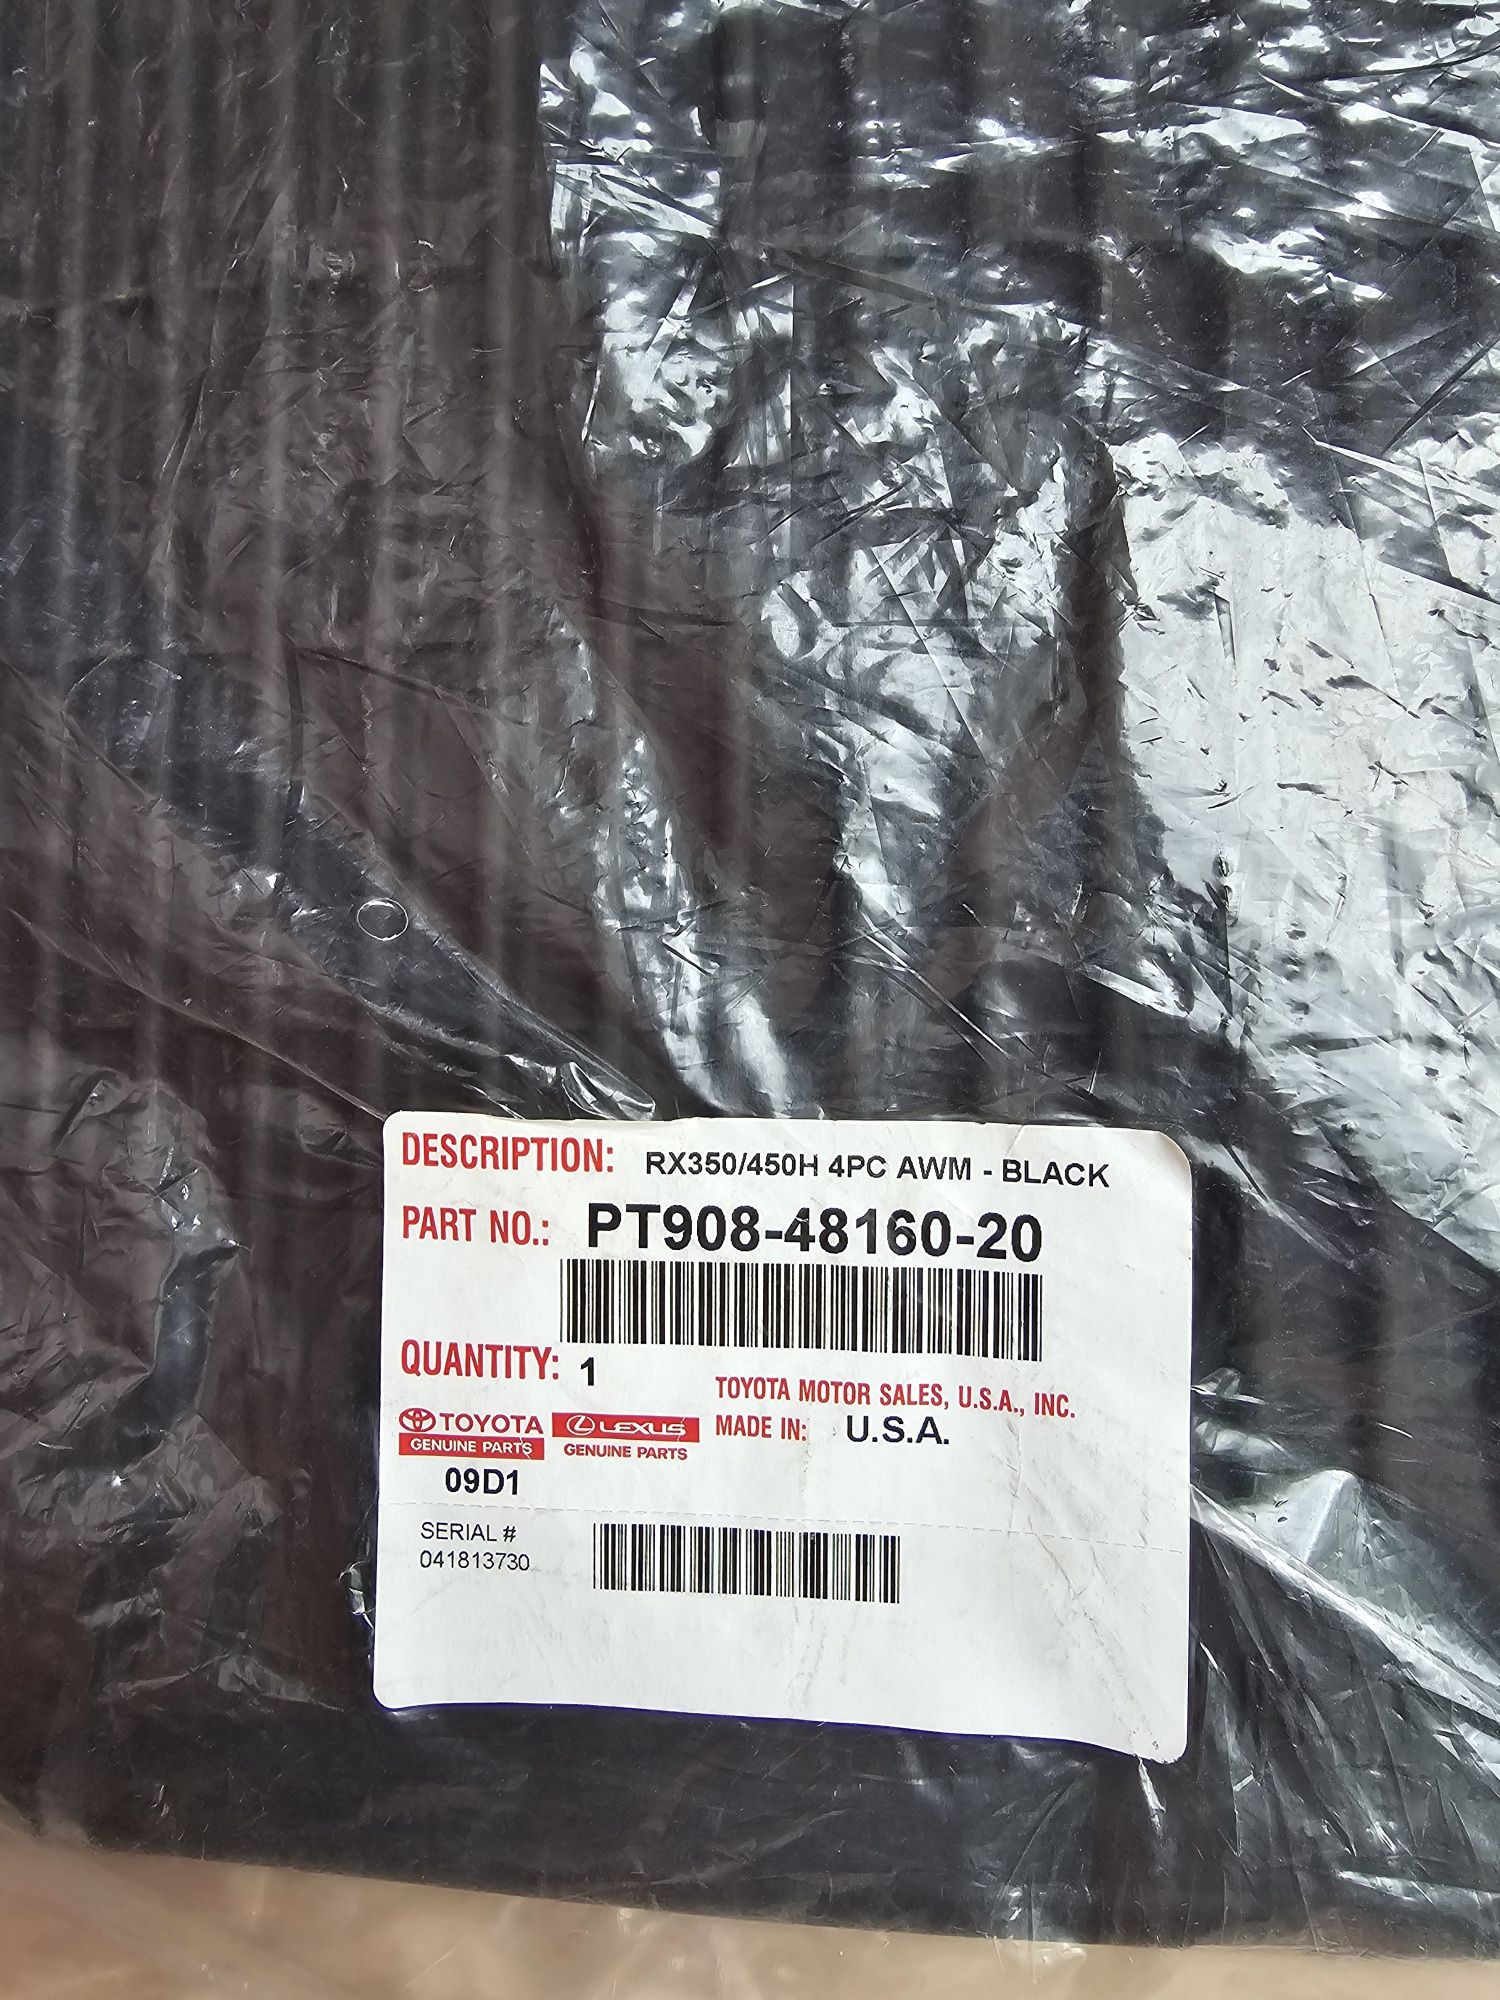 DESCRIPTION: RX350/450H 4PC AWM - BLACK
PART NO.: PT908-48160-20
QUANTITY: 1
TOYOTA MOTOR SALES, U.S.A., INC.
TOYOTA LEXUS MADE IN: U.S.A.
GENUINE PARTS GENUINE PARTS
09D1
SERIAL #
041813730